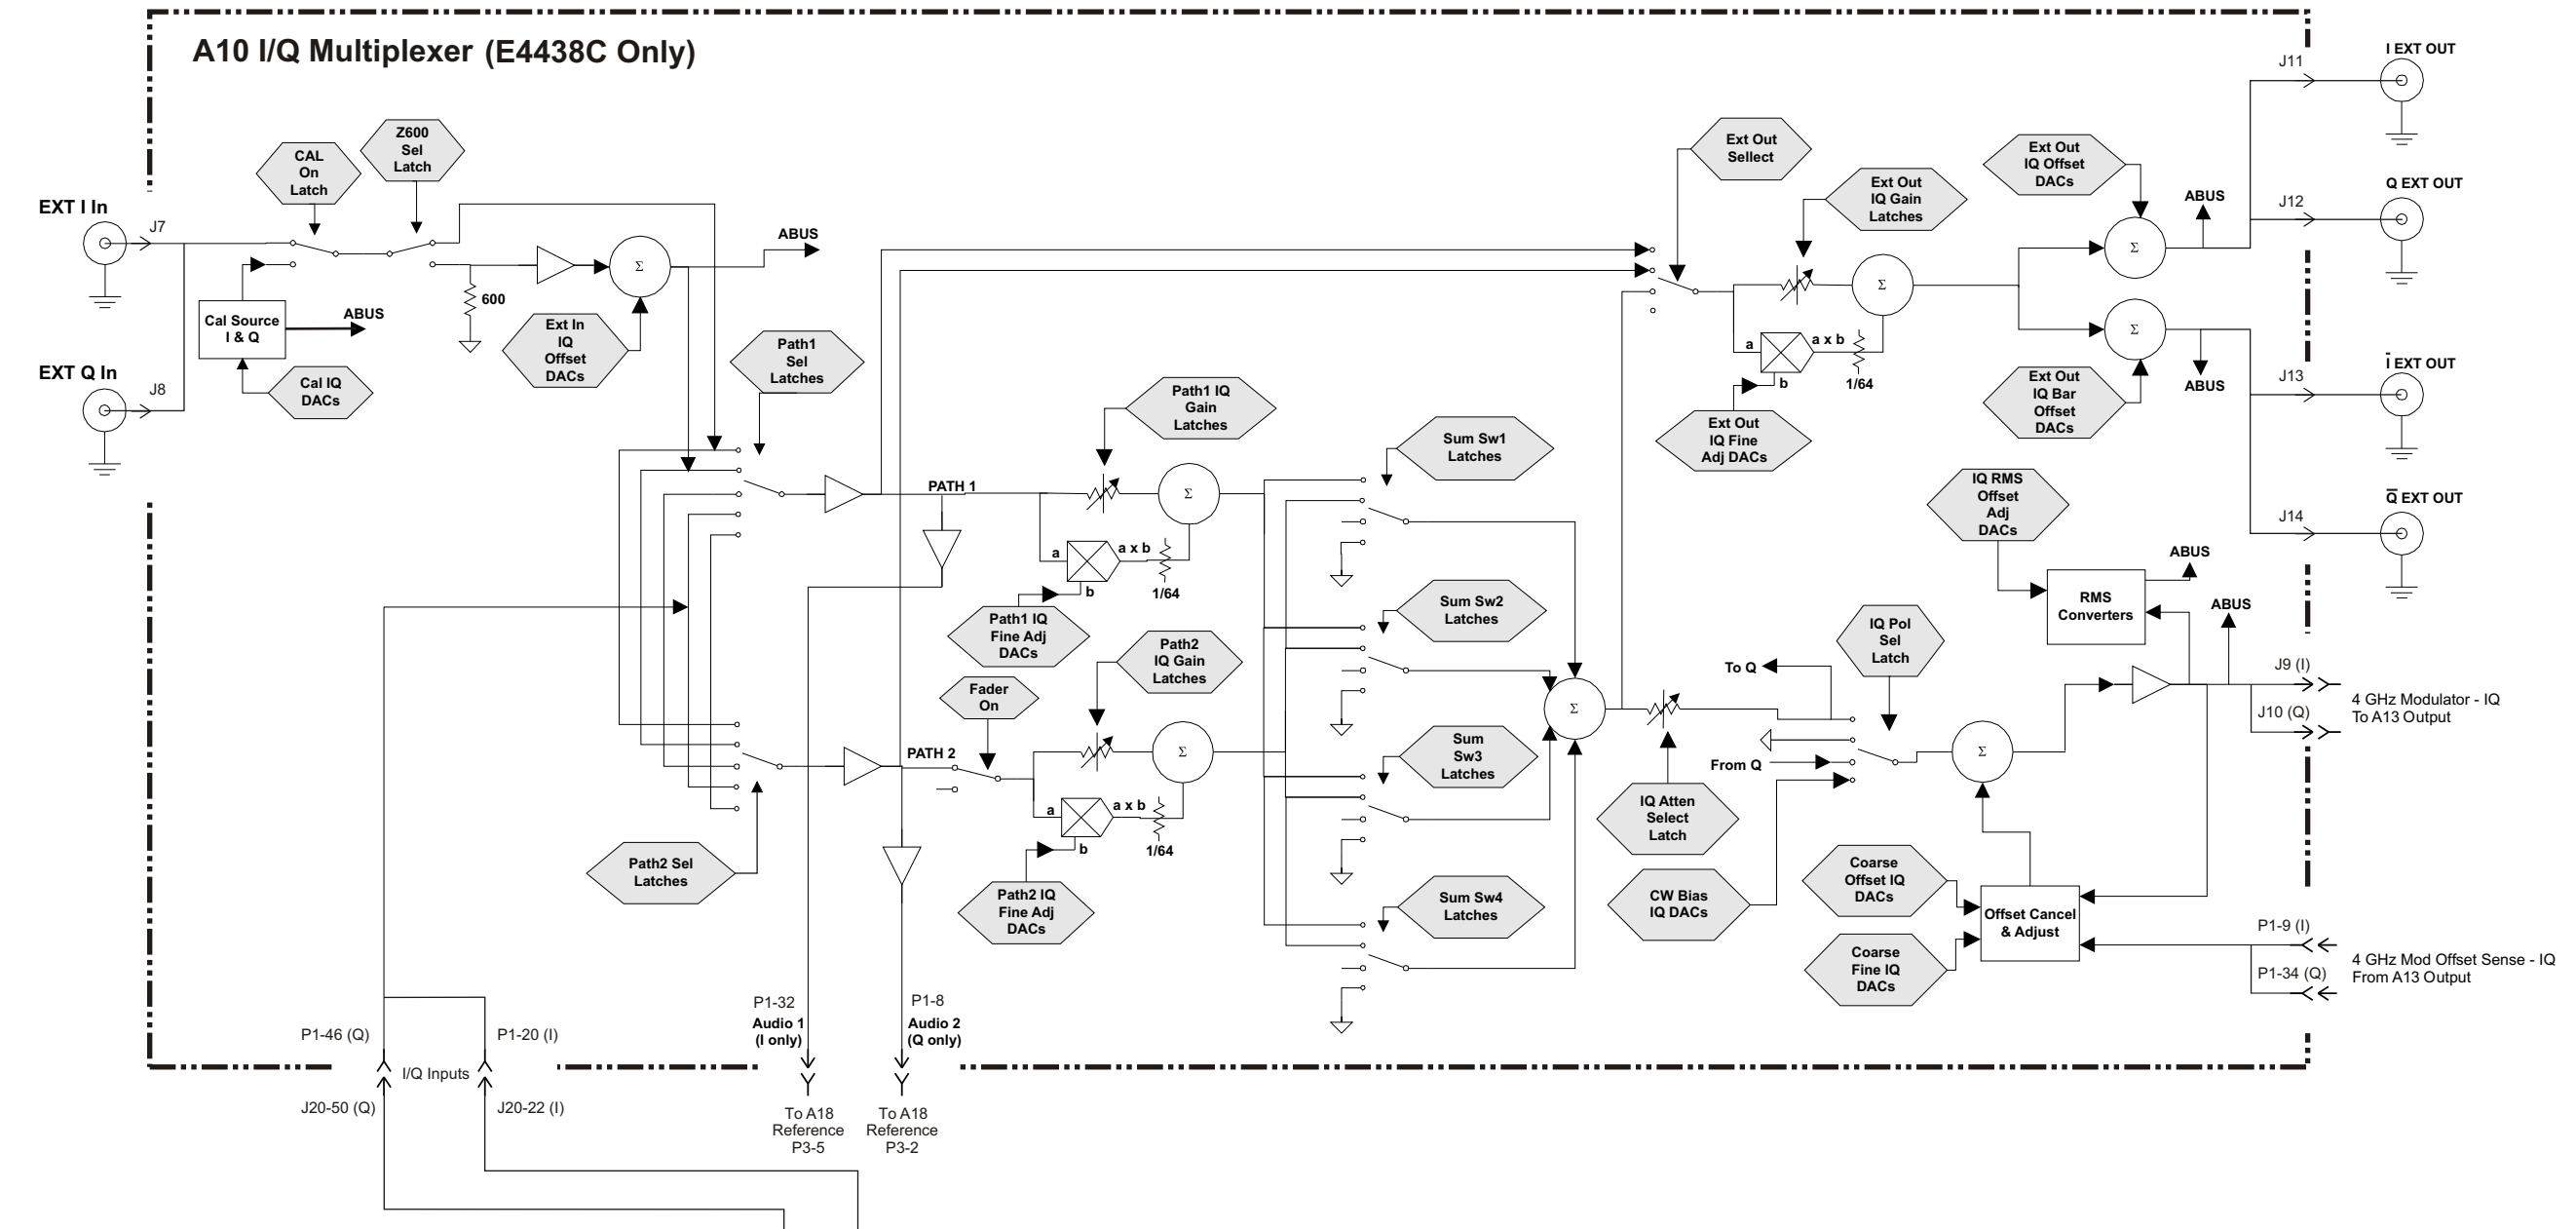 A10 I/Q Multiplexer (E4438C Only)
I EXT OUT
J11
Q EXT OUT
J12
I̅ EXT OUT
J13
Q̅ EXT OUT
J14
EXT I In
J7
EXT Q In
J8
CAL
On
Latch
Z600
Sel
Latch
Cal Source
I & Q
ABUS
Cal IQ
DACs
600
Σ
ABUS
Ext In
IQ
Offset
DACs
Path1
Sel
Latches
Ext Out
Sellect
Ext Out
IQ Gain
Latches
Σ
a
a x b
b
1/64
Ext Out
IQ Fine
Adj DACs
Ext Out
IQ Offset
DACs
Σ
ABUS
Σ
ABUS
Ext Out
IQ Bar
Offset
DACs
PATH 1
Path1 IQ
Gain
Latches
Σ
a
a x b
b
1/64
Path1 IQ
Fine Adj
DACs
Sum Sw1
Latches
Sum Sw2
Latches
Sum
Sw3
Latches
Sum Sw4
Latches
Path2
IQ Gain
Latches
Fader
On
PATH 2
Σ
a
a x b
b
1/64
Path2 IQ
Fine Adj
DACs
Path2 Sel
Latches
Σ
IQ Atten
Select
Latch
To Q
From Q
CW Bias
IQ DACs
IQ Pol
Sel
Latch
Σ
IQ RMS
Offset
Adj
DACs
RMS
Converters
ABUS
ABUS
J9 (I)
J10 (Q)
4 GHz Modulator - IQ
To A13 Output
Coarse
Offset IQ
DACs
Coarse
Fine IQ
DACs
Offset Cancel
& Adjust
P1-9 (I)
P1-34 (Q)
4 GHz Mod Offset Sense - IQ
From A13 Output
P1-46 (Q)
P1-20 (I)
I/Q Inputs
J20-50 (Q)
J20-22 (I)
P1-32
Audio 1
(I only)
P1-8
Audio 2
(Q only)
To A18
Reference
P3-5
To A18
Reference
P3-2